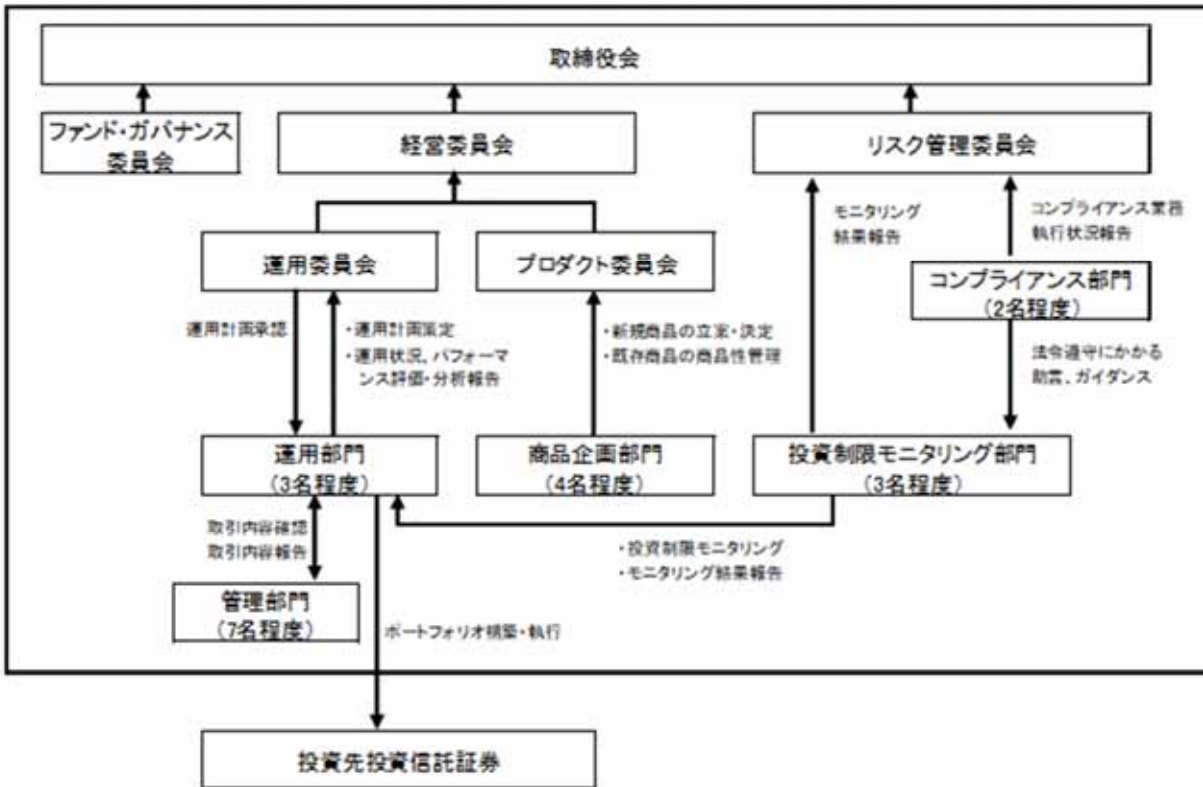 取締役会
ファンド・ガバナンス
委員会
経営委員会
リスク管理委員会
モニタリング
結果報告
コンプライアンス業務
執行状況報告
運用委員会
プロダクト委員会
コンプライアンス部門
(2名程度)
運用計画承認
・運用計画策定
・運用状況、パフォーマ
ンス評価・分析報告
・新規商品の立案・決定
・既存商品の商品性管理
法令遵守にかかる
助言、ガイダンス
運用部門
(3名程度)
商品企画部門
(4名程度)
投資制限モニタリング部門
(3名程度)
取引内容確認
取引内容報告
・投資制限モニタリング
・モニタリング結果報告
管理部門
(7名程度)
ポートフォリオ構築・執行
投資先投資信託証券